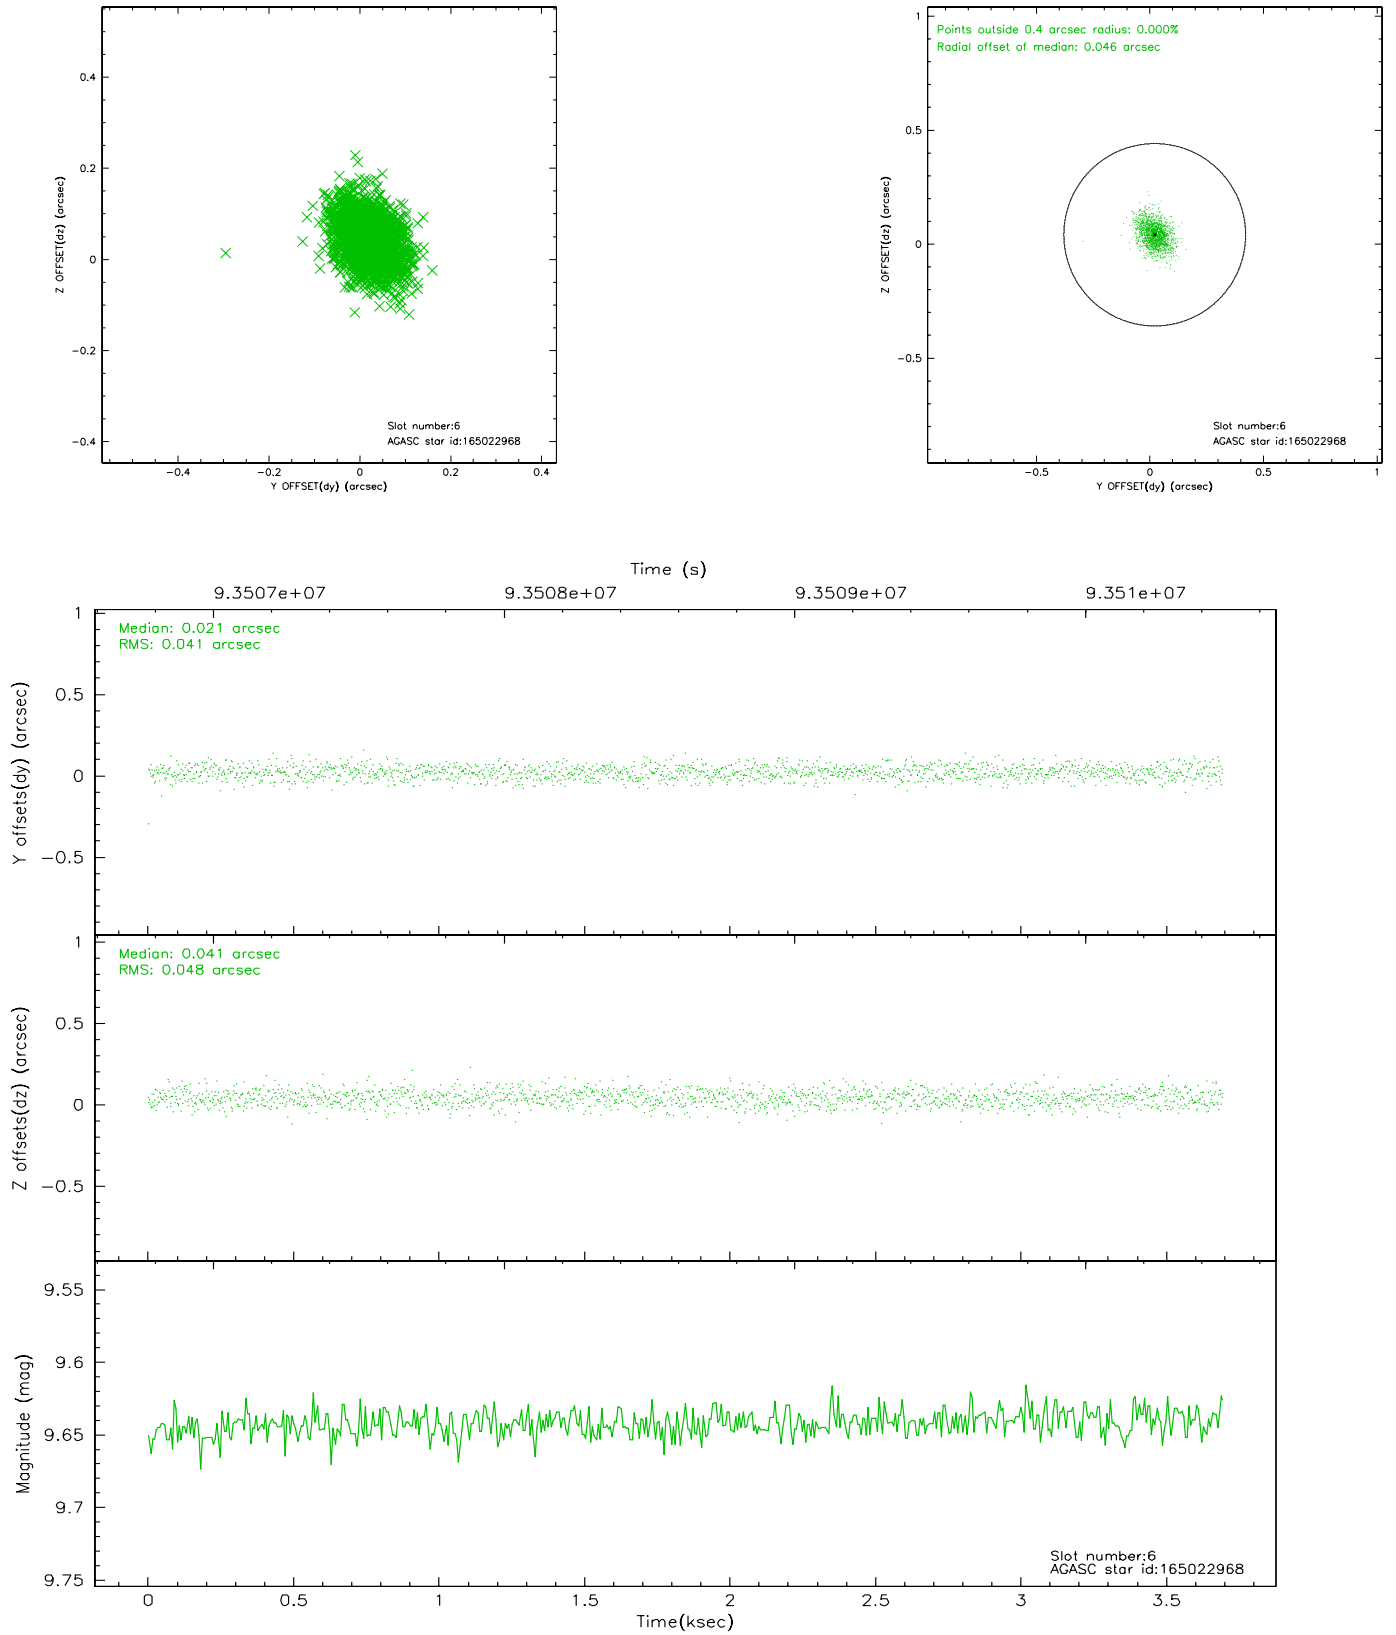 0.4
0.2
0
−0.2
−0.4
Z OFFSET(dz) (arcsec)
Slot number:6
AGASC star id:165022968
−0.4 −0.2 0 0.2 0.4
Y OFFSET(dy) (arcsec)
1
0.5
0
−0.5
Z OFFSET(dz) (arcsec)
Points outside 0.4 arcsec radius: 0.000%
Radial offset of median: 0.046 arcsec
Slot number:6
AGASC star id:165022968
−0.5 0 0.5 1
Y OFFSET(dy) (arcsec)
Time (s)
9.3507e+07 9.3508e+07 9.3509e+07 9.351e+07
1
0.5
0
−0.5
Y offsets(dy) (arcsec)
Median: 0.021 arcsec
RMS: 0.041 arcsec
1
0.5
0
−0.5
Z offsets(dz) (arcsec)
Median: 0.041 arcsec
RMS: 0.048 arcsec
9.55
9.6
9.65
9.7
9.75
Magnitude (mag)
Slot number:6
AGASC star id:165022968
0 0.5 1 1.5 2 2.5 3 3.5
Time(ksec)